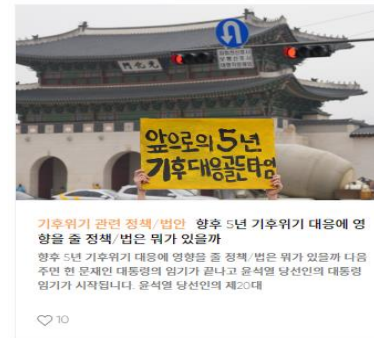 앞으로의 5년
기후대응골든타임
기후위기 관련 정책/법안 향후 5년 기후위기 대응에 영
향을 줄 정책/법은 뭐가 있을까
향후 5년 기후위기 대응에 영향을 줄 정책/법은 뭐가 있을까 다음
주면 현 문재인 대통령의 임기가 끝나고 윤석열 당선인의 대통령
임기가 시작됩니다. 윤석열 당선인의 제20대
10